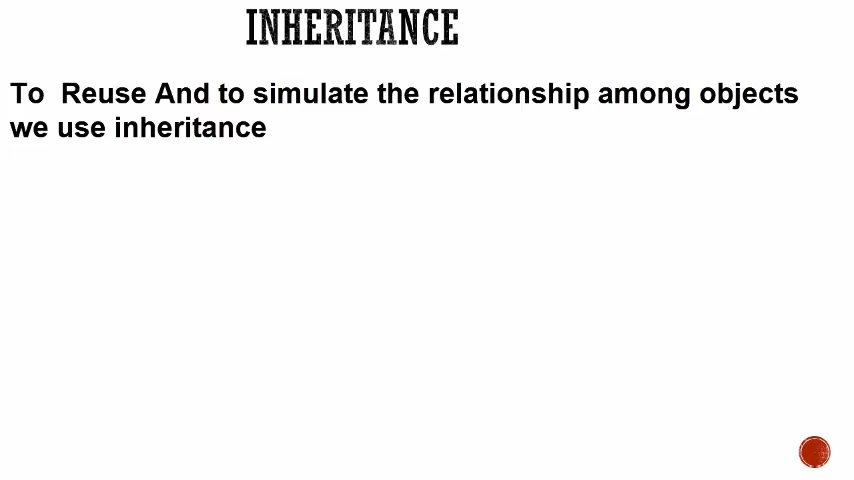 INHERITANCE
To  Reuse And to simulate the relationship among objects
we use inheritance